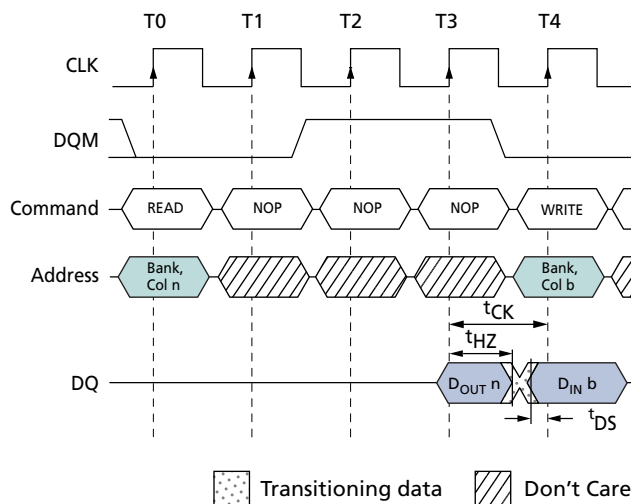 T0 T1 T2 T3 T4
CLK
DQM
Command READ NOP NOP NOP WRITE
Address Bank, Col n Bank, Col b
tCK
tHZ
DQ DOUT n DIN b
tDS
Transitioning data Don't Care